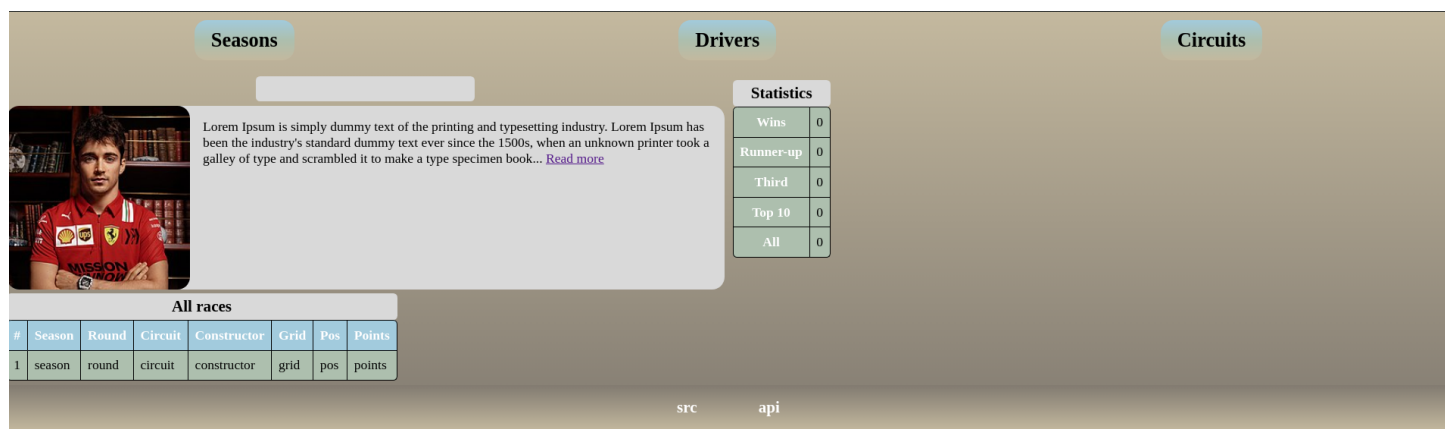 Seasons Drivers Circuits
Lorem Ipsum is simply dummy text of the printing and typesetting industry. Lorem Ipsum has
been the industry's standard dummy text ever since the 1500s, when an unknown printer took a
galley of type and scrambled it to make a type specimen book... Read more
ups
MISSION
WINNOW
Statistics
Wins 0
Runner-up 0
Third 0
Top 10 0
All 0
All races
# Season Round Circuit Constructor Grid Pos Points
1 season round circuit constructor grid pos points
src api